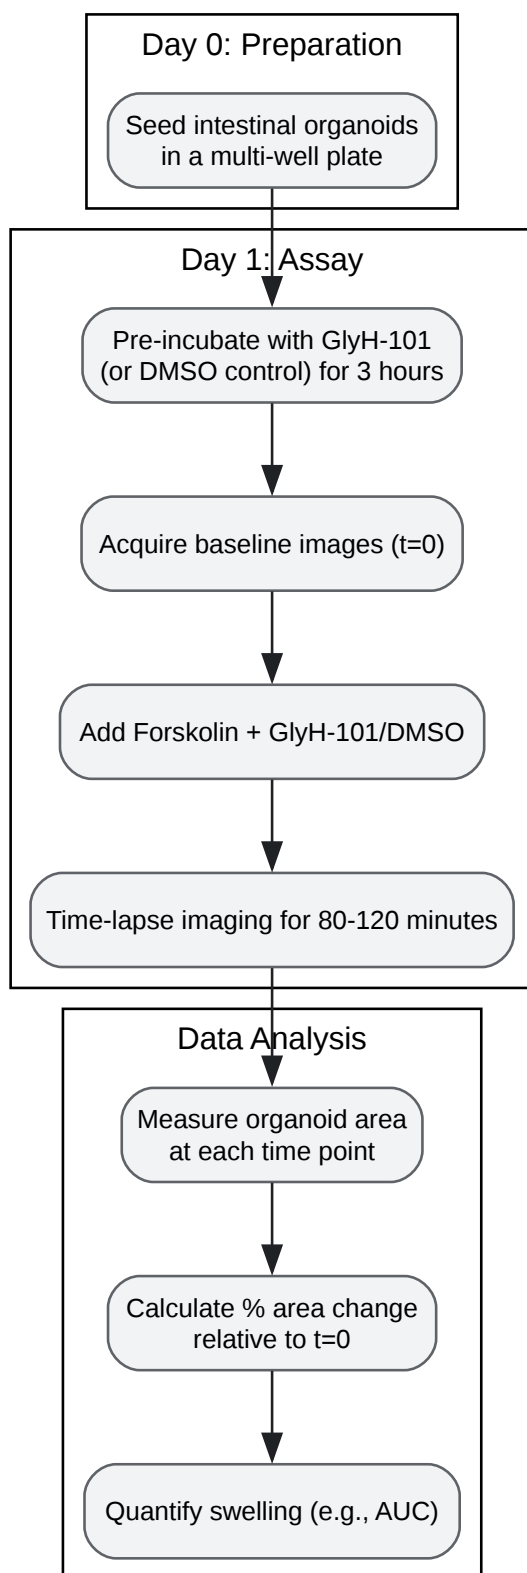 Day 0: Preparation
Seed intestinal organoids
in a multi-well plate
Day 1: Assay
Pre-incubate with GlyH-101
(or DMSO control) for 3 hours
Acquire baseline images (t=0)
Add Forskolin + GlyH-101/DMSO
Time-lapse imaging for 80-120 minutes
Data Analysis
Measure organoid area
at each time point
Calculate % area change
relative to t=0
Quantify swelling (e.g., AUC)